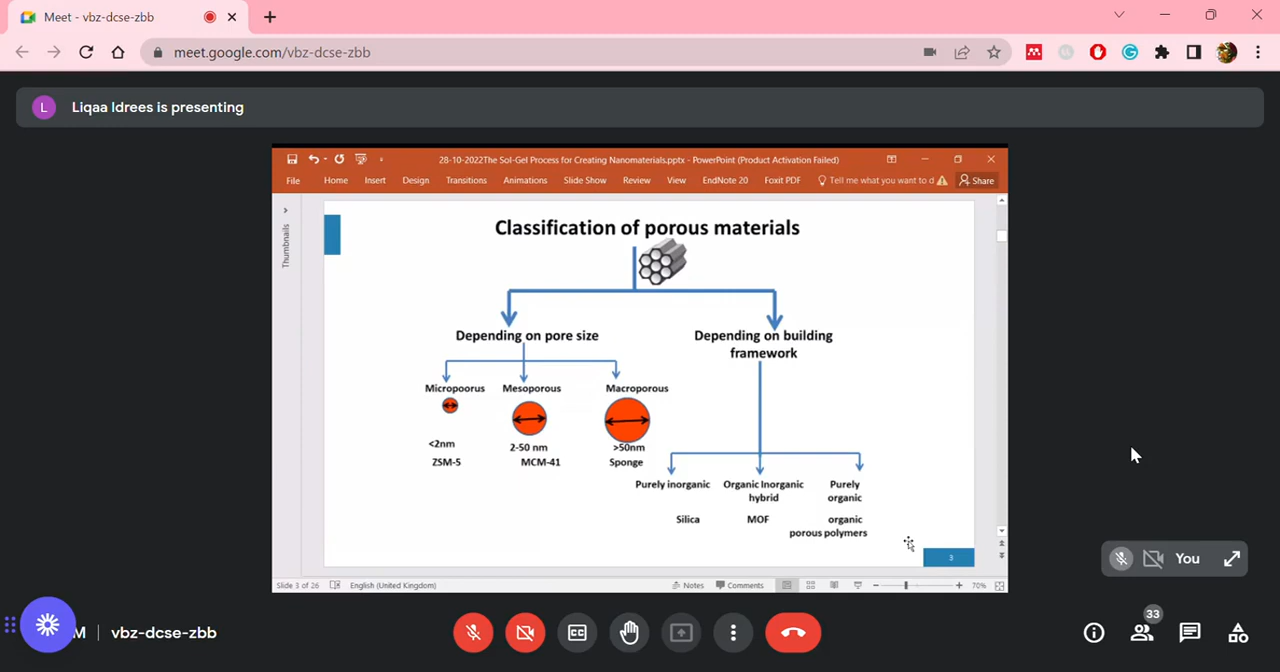 Meet - vbz-dcse-zbb
meet.google.com/vbz-dcse-zbb
L Liqaa Idrees is presenting
28-10-2022The Sol-Gel Process for Creating Nanomaterials.pptx - PowerPoint (Product Activation Failed)
File Home Insert Design Transitions Animations Slide Show Review View EndNote 20 Foxit PDF Tell me what you want to d Share
Thumbnails
Classification of porous materials
Depending on pore size
Depending on building
framework
Micropoorus Mesoporous Macroporous
<2nm 2-50 nm >50nm
ZSM-5 MCM-41 Sponge
Purely inorganic Organic Inorganic Purely
hybrid organic
Silica MOF organic
porous polymers
3
Slide 3 of 26 English (United Kingdom) Notes Comments 70%
You
M | vbz-dcse-zbb
CC
33